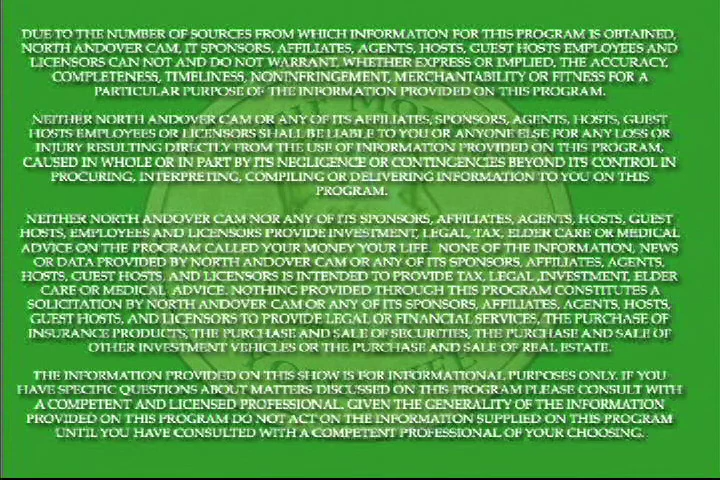 DUE TO THE NUMBER OF SOURCES FROM WHICH INFORMATION FOR THIS PROGRAM IS OBTAINED,
NORTH ANDOVER CAM, IT SPONSORS, AFFILIATES, AGENTS, HOSTS, GUEST HOSTS EMPLOYEES AND
LICENSORS CAN NOT AND DO NOT WARRANT, WHETHER EXPRESS OR IMPLIED, THE ACCURACY,
COMPLETENESS, TIMELINESS, NONINFRINGEMENT, MERCHANTABILITY OR FITNESS FOR A
PARTICULAR PURPOSE OF THE INFORMATION PROVIDED ON THIS PROGRAM.
NEITHER NORTH ANDOVER CAM OR ANY OF ITS AFFILIATES, SPONSORS, AGENTS, HOSTS, GUEST
HOSTS EMPLOYEES OR LICENSORS SHALL BE LIABLE TO YOU OR ANYONE ELSE FOR ANY LOSS OR
INJURY RESULTING DIRECTLY FROM THE USE OF INFORMATION PROVIDED ON THIS PROGRAM,
CAUSED IN WHOLE OR IN PART BY ITS NEGLIGENCE OR CONTINGENCIES BEYOND ITS CONTROL IN
PROCURING, INTERPRETING, COMPILING OR DELIVERING INFORMATION TO YOU ON THIS
PROGRAM.
NEITHER NORTH ANDOVER CAM NOR ANY OF ITS SPONSORS, AFFILIATES, AGENTS, HOSTS, GUEST
HOSTS, EMPLOYEES AND LICENSORS PROVIDE INVESTMENT, LEGAL, TAX, ELDER CARE OR MEDICAL
ADVICE ON THE PROGRAM CALLED YOUR MONEY YOUR LIFE. NONE OF THE INFORMATION, NEWS
OR DATA PROVIDED BY NORTH ANDOVER CAM OR ANY OF ITS SPONSORS, AFFILIATES, AGENTS,
HOSTS, GUEST HOSTS, AND LICENSORS IS INTENDED TO PROVIDE TAX, LEGAL ,INVESTMENT, ELDER
CARE OR MEDICAL ADVICE. NOTHING PROVIDED THROUGH THIS PROGRAM CONSTITUTES A
SOLICITATION BY NORTH ANDOVER CAM OR ANY OF ITS SPONSORS, AFFILIATES, AGENTS, HOSTS,
GUEST HOSTS, AND LICENSORS TO PROVIDE LEGAL OR FINANCIAL SERVICES, THE PURCHASE OF
INSURANCE PRODUCTS, THE PURCHASE AND SALE OF SECURITIES, THE PURCHASE AND SALE OF
OTHER INVESTMENT VEHICLES OR THE PURCHASE AND SALE OF REAL ESTATE.
THE INFORMATION PROVIDED ON THIS SHOW IS FOR INFORMATIONAL PURPOSES ONLY. IF YOU
HAVE SPECIFIC QUESTIONS ABOUT MATTERS DISCUSSED ON THIS PROGRAM PLEASE CONSULT WITH
A COMPETENT AND LICENSED PROFESSIONAL. GIVEN THE GENERALITY OF THE INFORMATION
PROVIDED ON THIS PROGRAM DO NOT ACT ON THE INFORMATION SUPPLIED ON THIS PROGRAM
UNTIL YOU HAVE CONSULTED WITH A COMPETENT PROFESSIONAL OF YOUR CHOOSING.